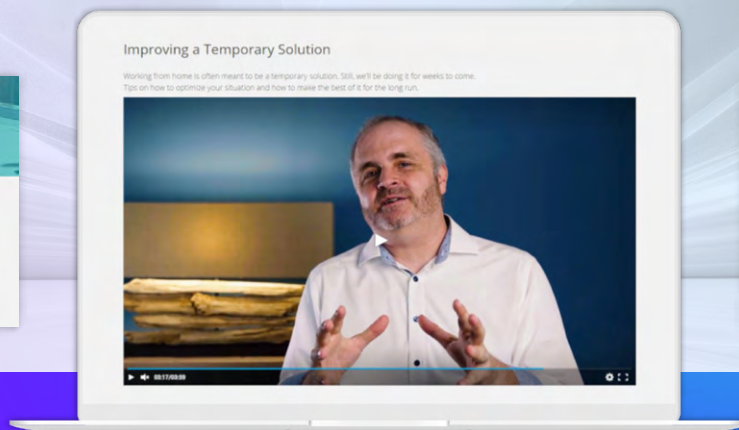 Improving a Temporary Solution
Working from home is often meant to be a temporary solution. Still, we'll be doing it for weeks to come.
Tips on how to optimize your situation and how to make the best of it for the long run.